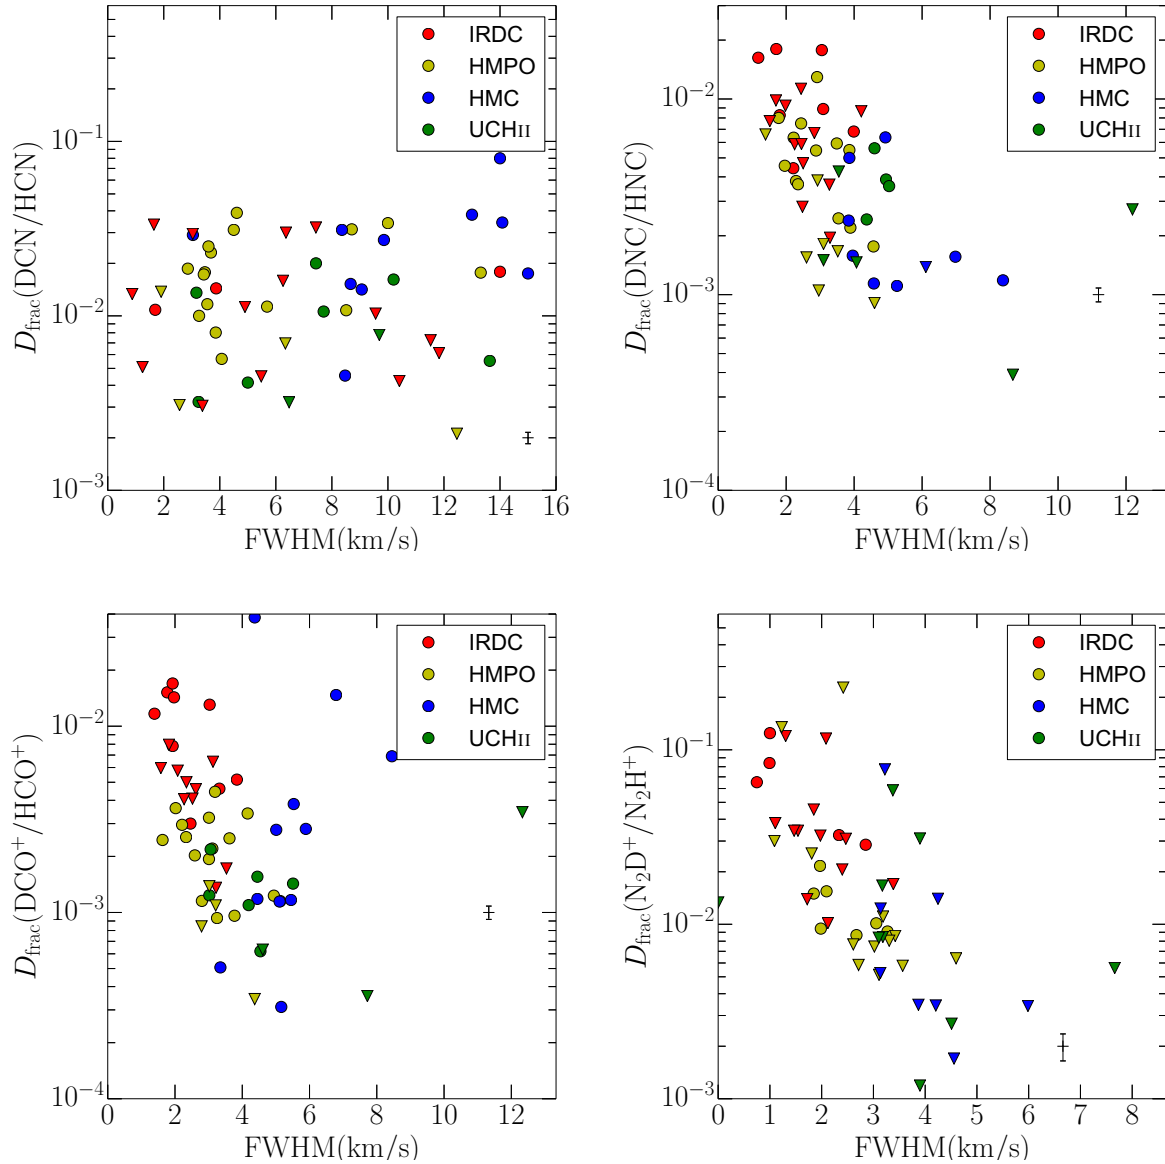 IRDC
HMPO
HMC
UCHII
10⁻¹
10⁻²
10⁻³
D_frac(DCN/HCN)
0 2 4 6 8 10 12 14 16
FWHM(km/s)
IRDC
HMPO
HMC
UCHII
10⁻²
10⁻³
10⁻⁴
D_frac(DNC/HNC)
0 2 4 6 8 10 12
FWHM(km/s)
IRDC
HMPO
HMC
UCHII
10⁻²
10⁻³
10⁻⁴
D_frac(DCO⁺/HCO⁺)
0 2 4 6 8 10 12
FWHM(km/s)
IRDC
HMPO
HMC
UCHII
10⁻¹
10⁻²
10⁻³
D_frac(N₂D⁺/N₂H⁺)
0 1 2 3 4 5 6 7 8
FWHM(km/s)